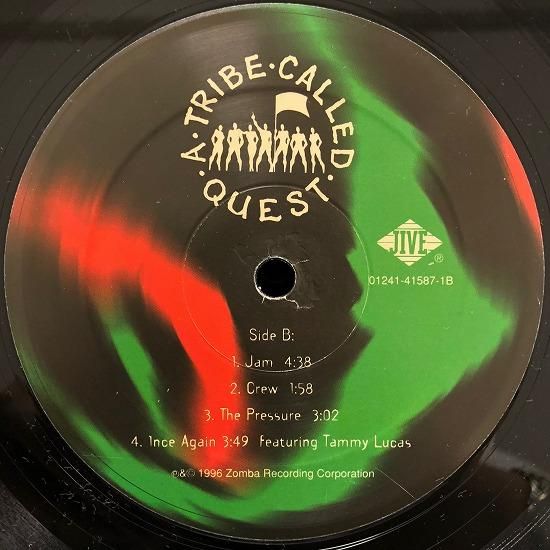 A · TRIBE · CALLED · QUEST ·
JIVE ®
01241-41587-1B
Side B:
1. Jam 4:38
2. Crew 1:58
3. The Pressure 3:02
4. 1nce Again 3:49 featuring Tammy Lucas
℗&© 1996 Zomba Recording Corporation